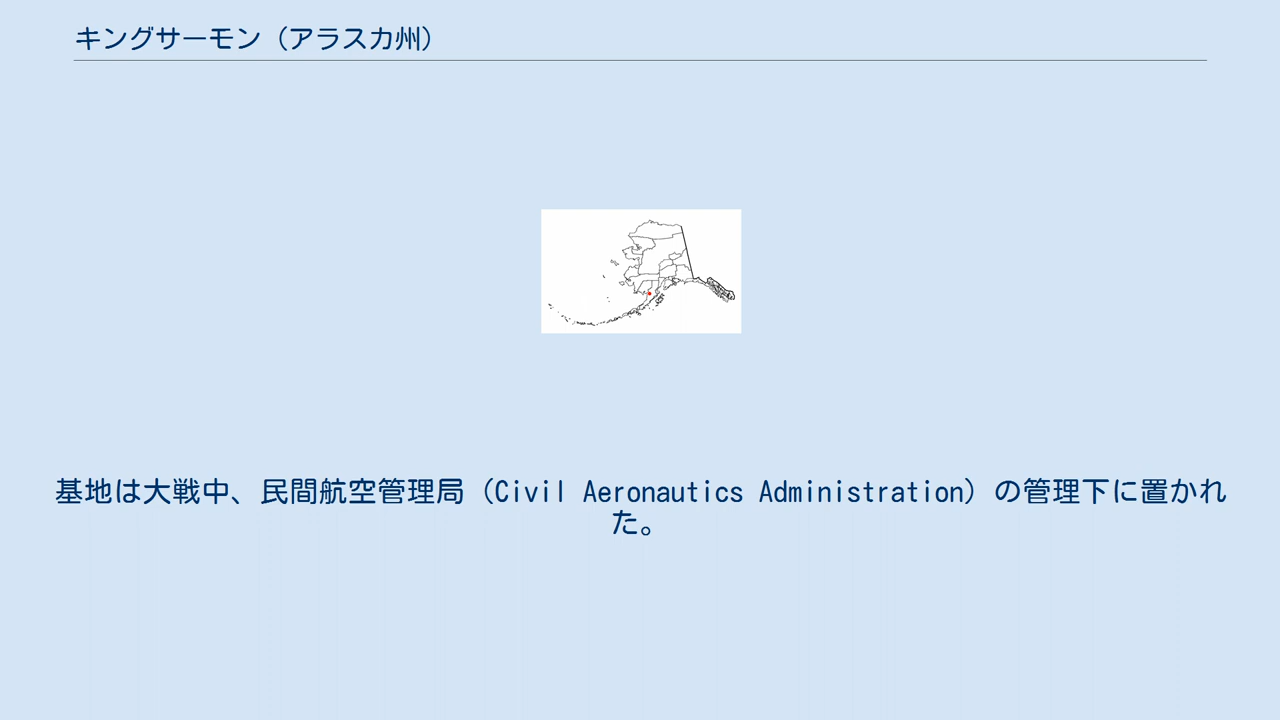 キングサーモン（アラスカ州）
基地は大戦中、民間航空管理局（Civil Aeronautics Administration）の管理下に置かれ
た。